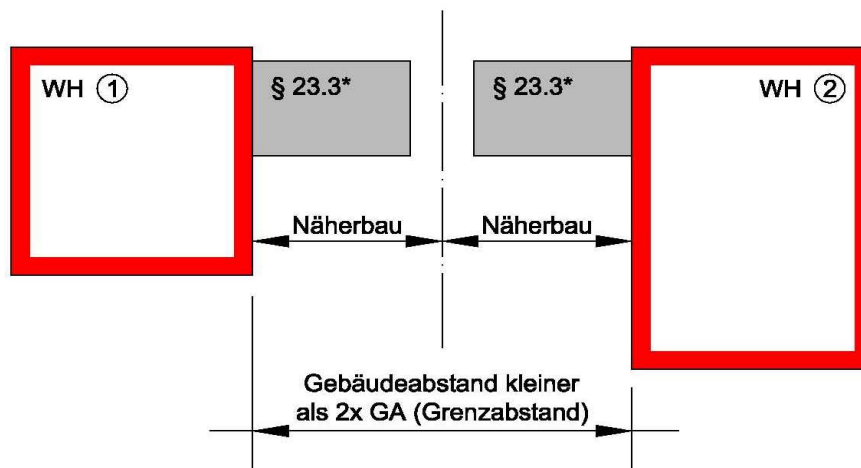 WH ①
§ 23.3*
§ 23.3*
WH ②
Näherbau
Näherbau
Gebäudeabstand kleiner
als 2x GA (Grenzabstand)